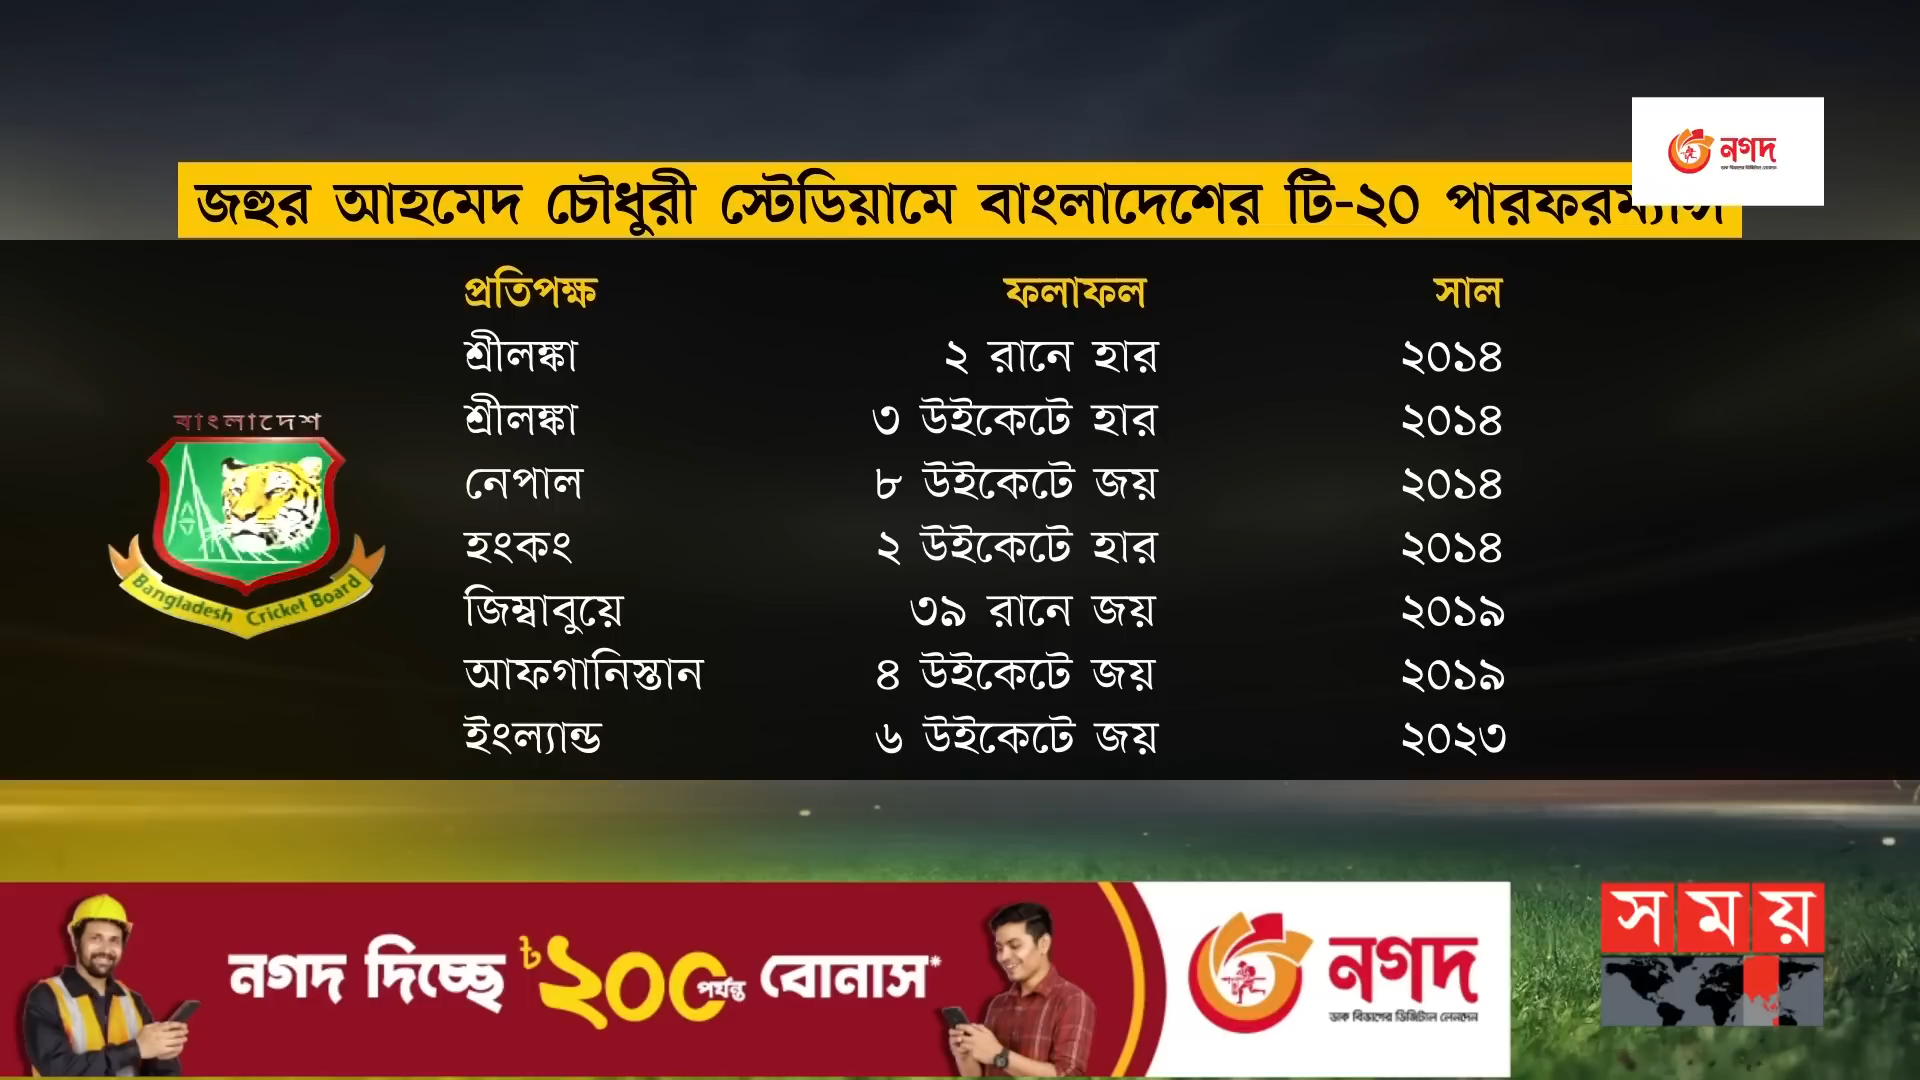 নগদ
ডাক বিভাগের ডিজিটাল লেনদেন
জহুর আহমেদ চৌধুরী স্টেডিয়ামে বাংলাদেশের টি-২০
প্রতিপক্ষ ফলাফল সাল
শ্রীলঙ্কা ২ রানে হার ২০১৪
শ্রীলঙ্কা ৩ উইকেটে হার ২০১৪
নেপাল ৮ উইকেটে জয় ২০১৪
হংকং ২ উইকেটে হার ২০১৪
জিম্বাবুয়ে ৩৯ রানে জয় ২০১৯
আফগানিস্তান ৪ উইকেটে জয় ২০১৯
ইংল্যান্ড ৬ উইকেটে জয় ২০২৩
বাংলাদেশ
Bangladesh Cricket Board
নগদ দিচ্ছে ৳২০০ পর্যন্ত বোনাস*
নগদ
ডাক বিভাগের ডিজিটাল লেনদেন
সময়